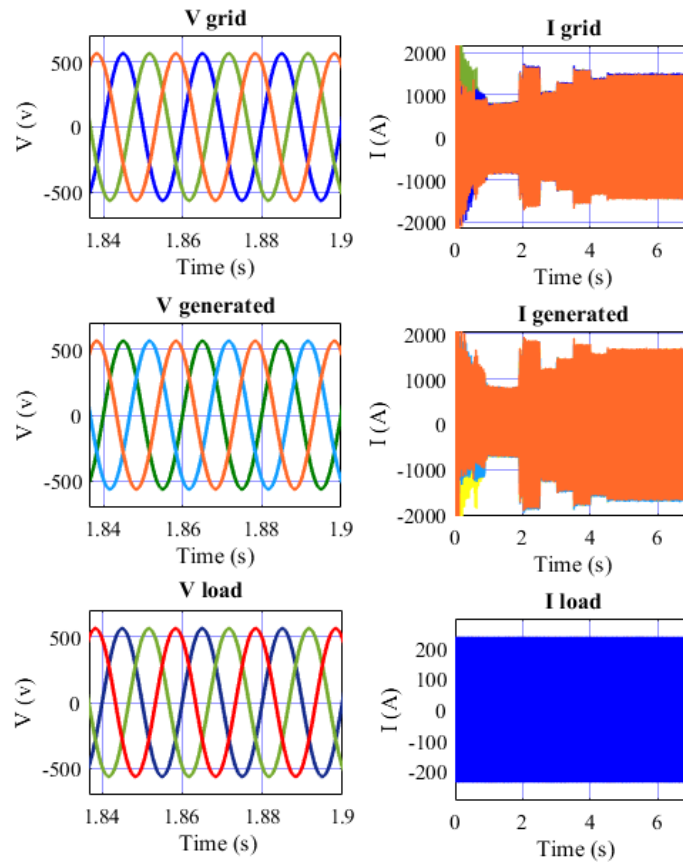 V grid
500
0
-500
V (v)
1.84
1.86
1.88
1.9
Time (s)
I grid
2000
1000
0
-1000
-2000
I (A)
0
2
4
6
Time (s)
V generated
500
0
-500
V (v)
1.84
1.86
1.88
1.9
Time (s)
I generated
2000
1000
0
-1000
-2000
I (A)
0
2
4
6
Time (s)
V load
500
0
-500
V (v)
1.84
1.86
1.88
1.9
Time (s)
I load
200
100
0
-100
-200
I (A)
0
2
4
6
Time (s)